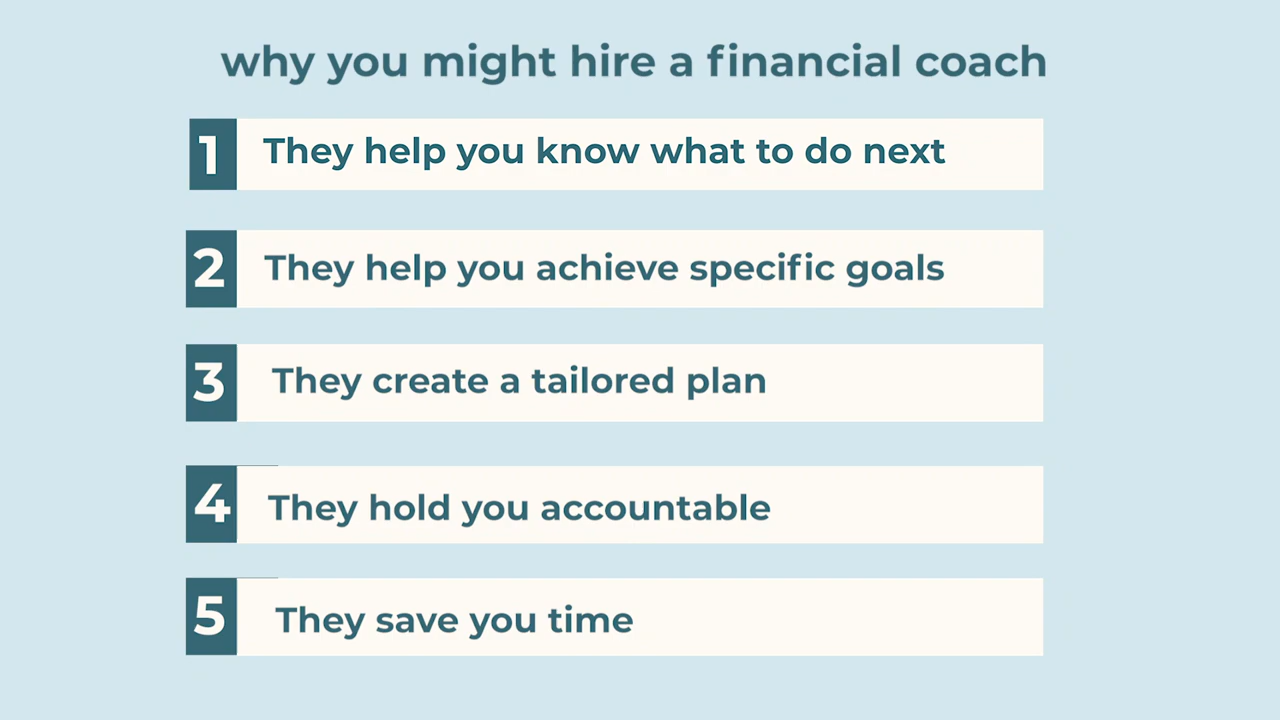 why you might hire a financial coach
1 They help you know what to do next
2 They help you achieve specific goals
3 They create a tailored plan
4 They hold you accountable
5 They save you time